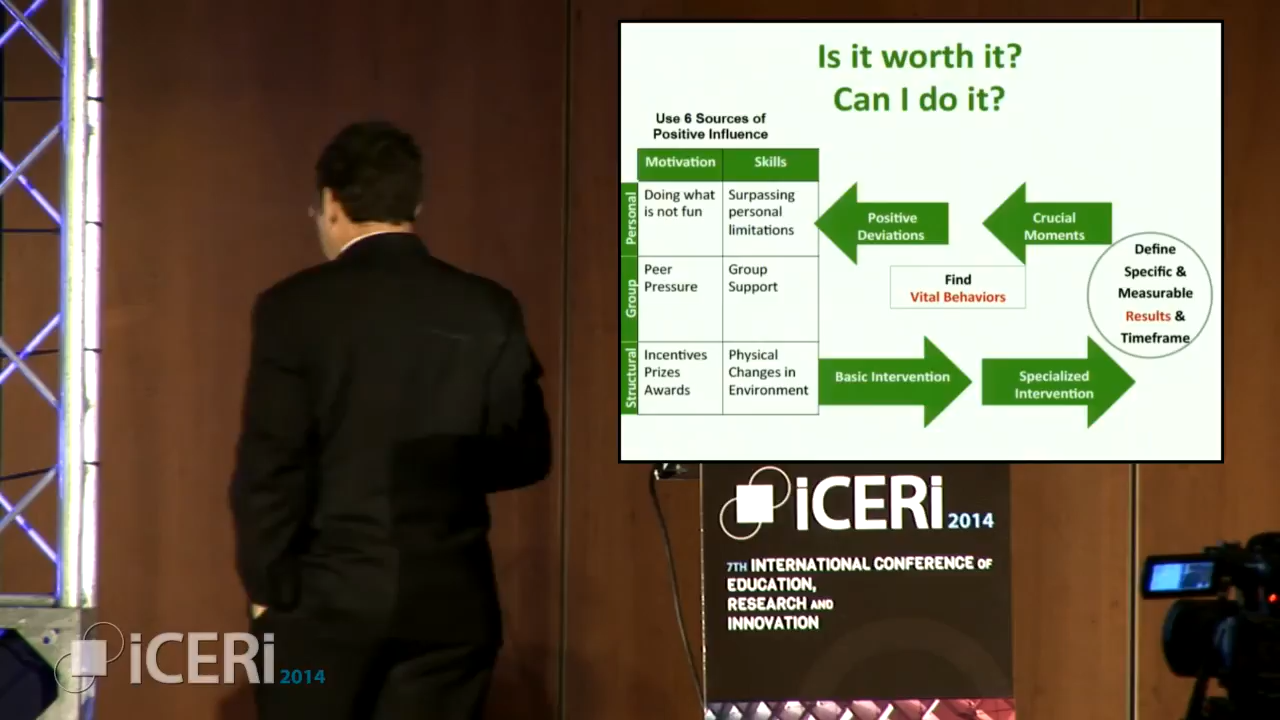 Is it worth it?
Can I do it?
Use 6 Sources of
Positive Influence
Motivation
Skills
Personal
Doing what
is not fun
Surpassing
personal
limitations
Group
Peer
Pressure
Group
Support
Structural
Incentives
Prizes
Awards
Physical
Changes in
Environment
Positive
Deviations
Crucial
Moments
Find
Vital Behaviors
Define
Specific &
Measurable
Results &
Timeframe
Basic Intervention
Specialized
Intervention
iCERi 2014
7TH INTERNATIONAL CONFERENCE OF
EDUCATION,
RESEARCH AND
INNOVATION
iCERi 2014